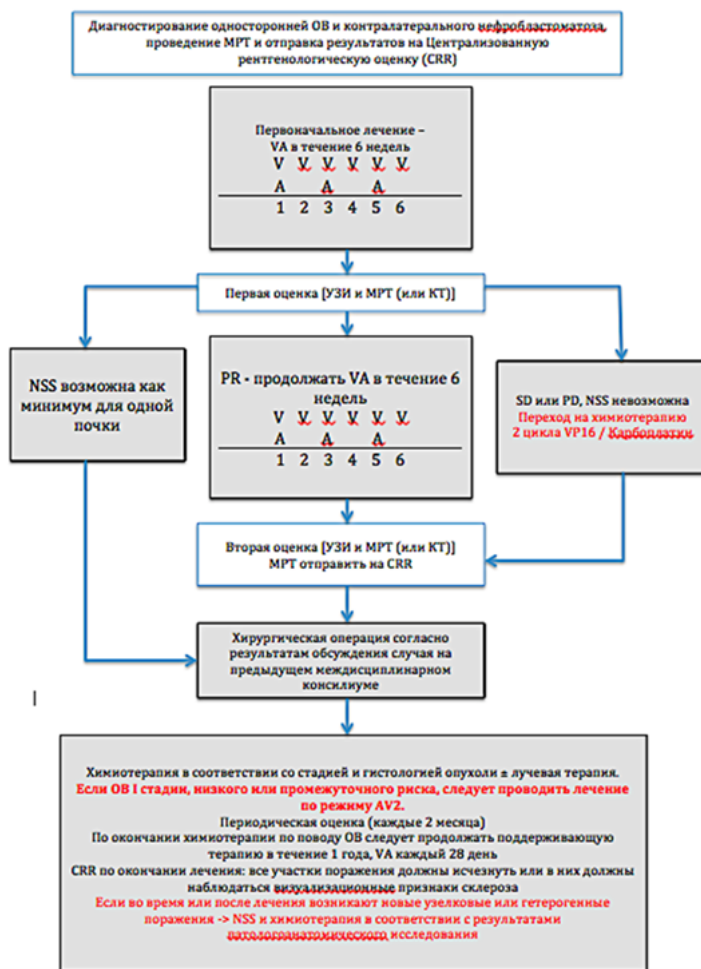 Диагностирование односторонней ОВ и контралатерального нефробластоматоза,
проведение МРТ и отправка результатов на Централизованную
рентгенологическую оценку (CRR)
Первоначальное лечение –
VA в течение 6 недель
V V V V V V
A A A
1 2 3 4 5 6
Первая оценка [УЗИ и МРТ (или КТ)]
NSS возможна как
минимум для одной
почки
PR - продолжать VA в течение 6
недель
V V V V V V
A A A
1 2 3 4 5 6
SD или PD, NSS невозможна
Переход на химиотерапию
2 цикла VP16 / Карбоплатин
Вторая оценка [УЗИ и МРТ (или КТ)]
МРТ отправить на CRR
Хирургическая операция согласно
результатам обсуждения случая на
предыдущем междисциплинарном
консилиуме
Химиотерапия в соответствии со стадией и гистологией опухоли ± лучевая терапия.
Если ОВ I стадии, низкого или промежуточного риска, следует проводить лечение
по режиму AV2.
Периодическая оценка (каждые 2 месяца)
По окончании химиотерапии по поводу ОВ следует продолжать поддерживающую
терапию в течение 1 года, VA каждый 28 день
CRR по окончании лечения: все участки поражения должны исчезнуть или в них должны
наблюдаться визуализационные признаки склероза
Если во время или после лечения возникают новые узелковые или гетерогенные
поражения -> NSS и химиотерапия в соответствии с результатами
патологоанатомического исследования